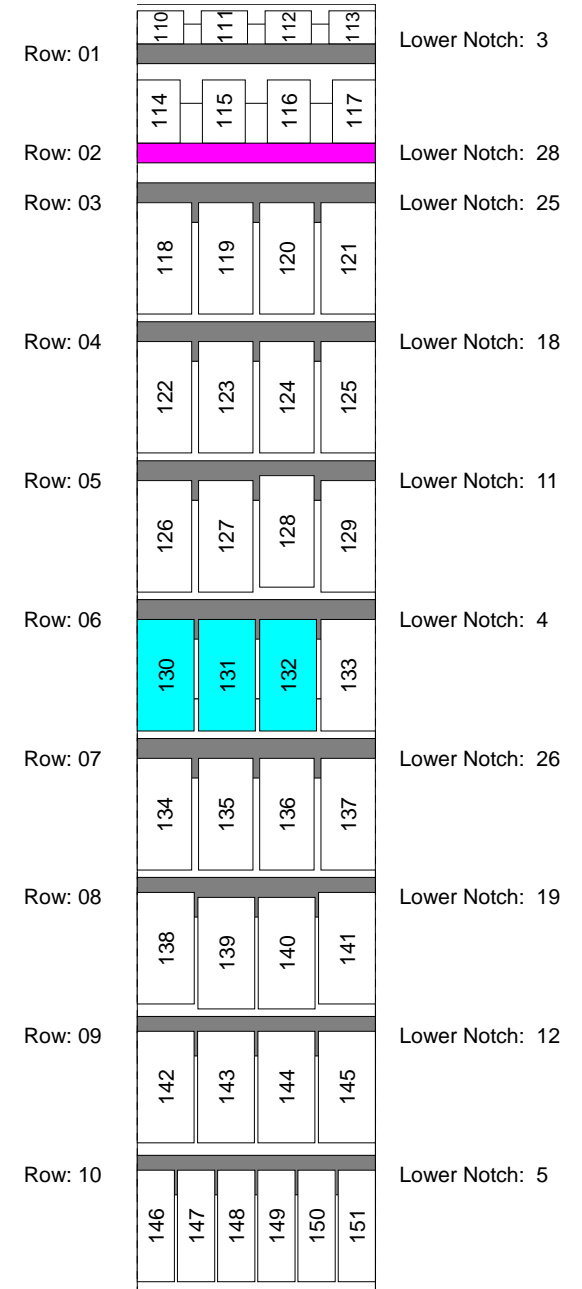 110 111 112 113
Row: 01 Lower Notch: 3
114 115 116 117
Row: 02 Lower Notch: 28
Row: 03 Lower Notch: 25
118 119 120 121
Row: 04 Lower Notch: 18
122 123 124 125
Row: 05 Lower Notch: 11
126 127 128 129
Row: 06 Lower Notch: 4
130 131 132 133
Row: 07 Lower Notch: 26
134 135 136 137
Row: 08 Lower Notch: 19
138 139 140 141
Row: 09 Lower Notch: 12
142 143 144 145
Row: 10 Lower Notch: 5
146 147 148 149 150 151